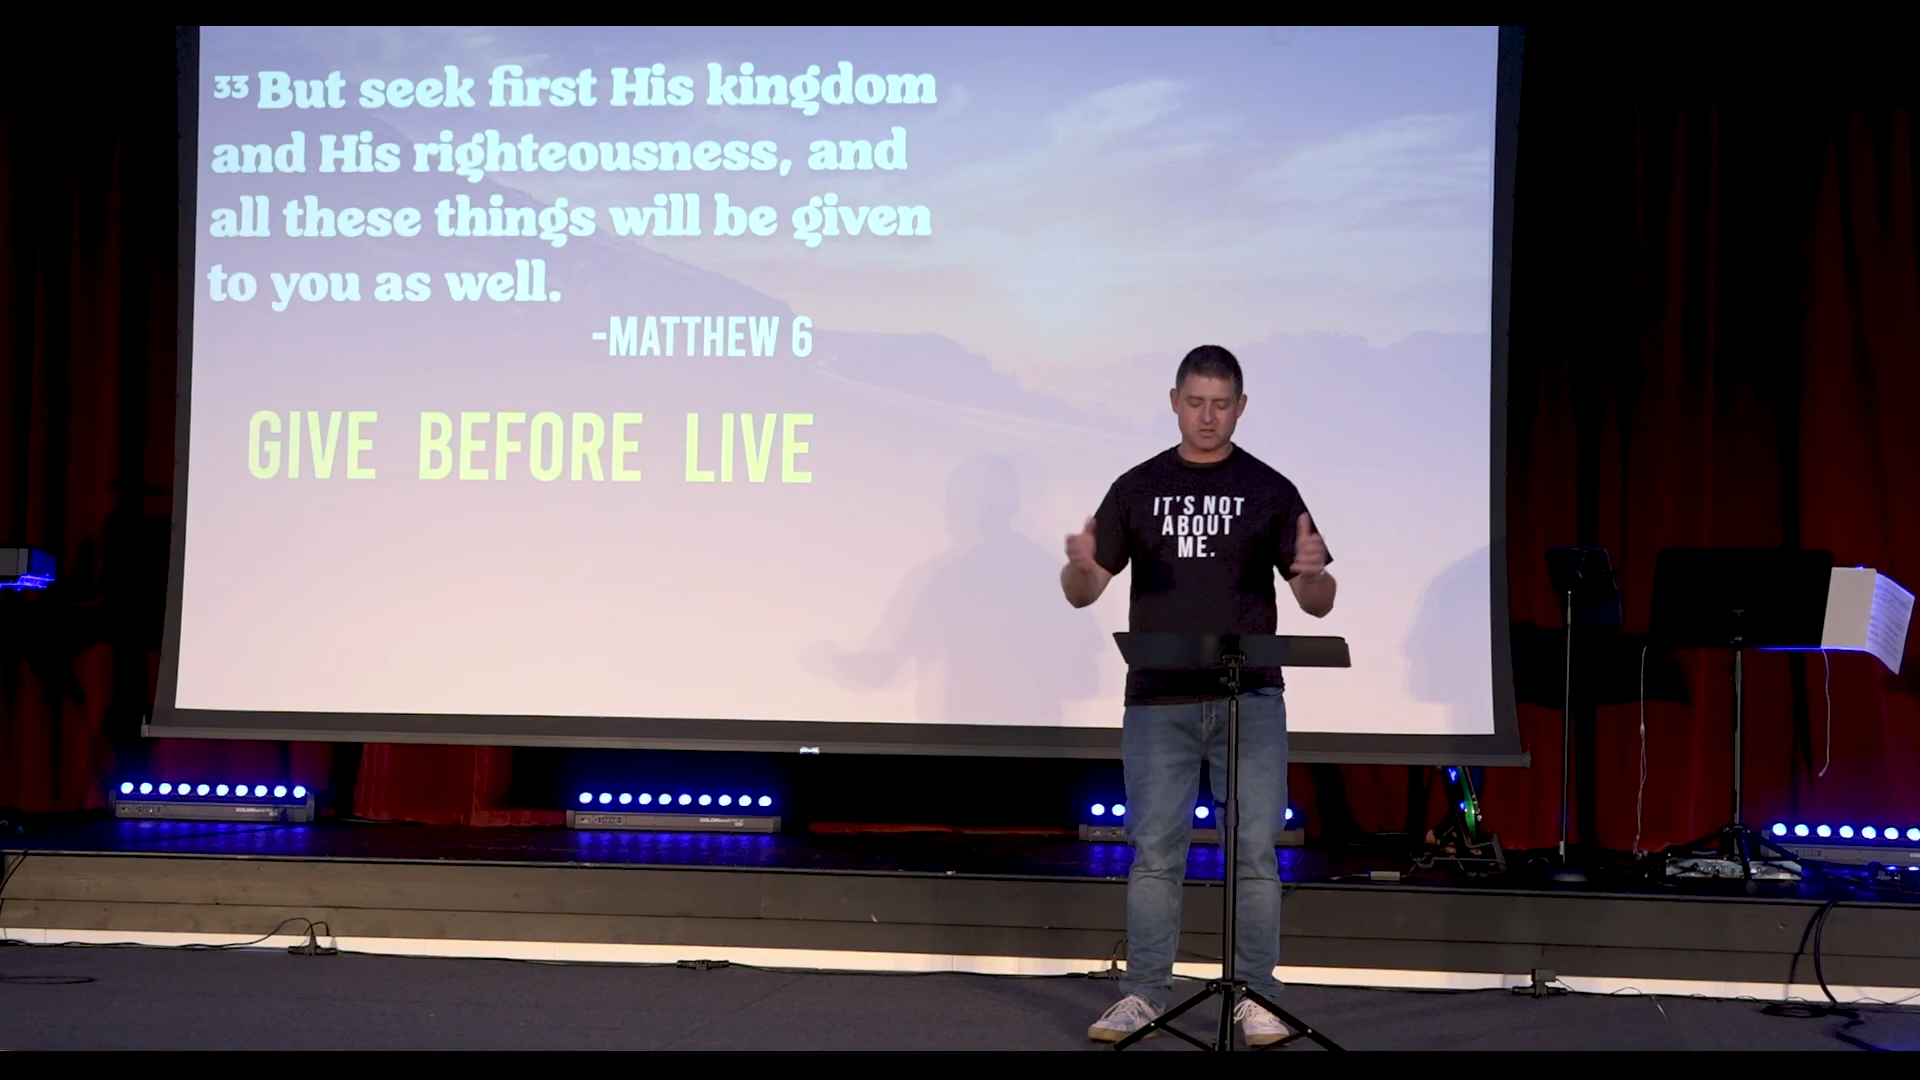 33 But seek first His kingdom
and His righteousness, and
all these things will be given
to you as well.
-MATTHEW 6
GIVE BEFORE LIVE
IT'S NOT
ABOUT
ME.